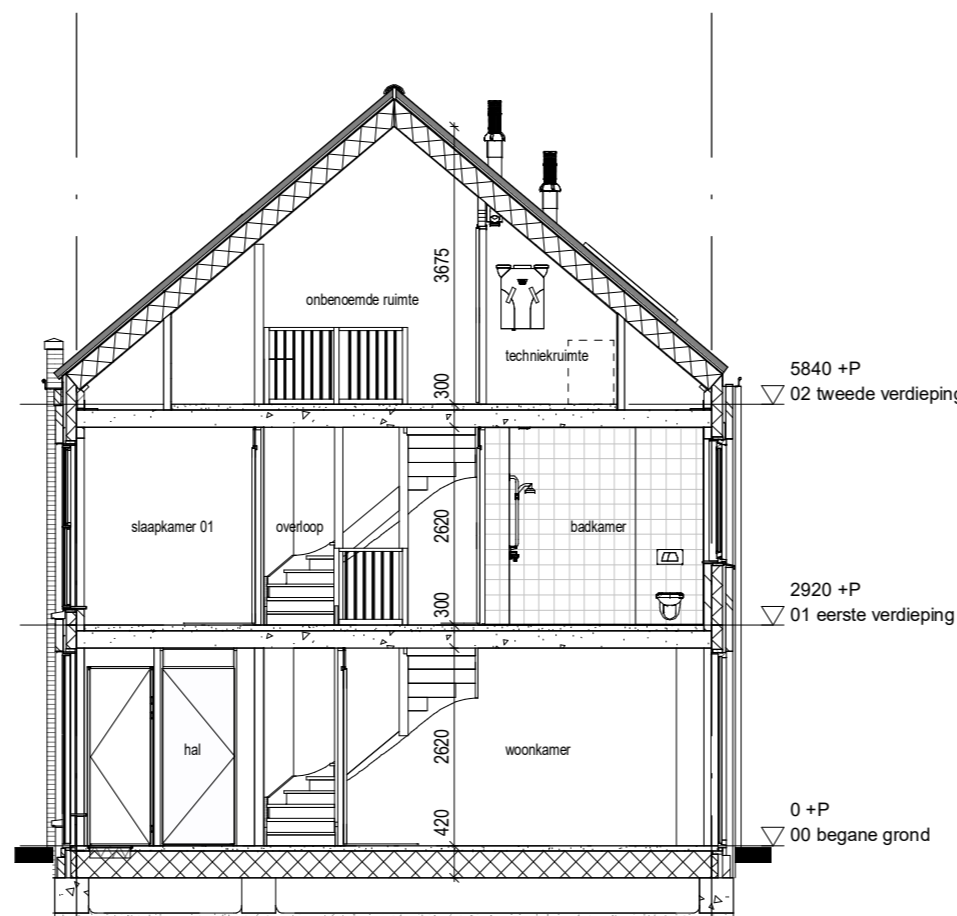 3675
onbenoemde ruimte
techniekruimte
5840 +P
300
02 tweede verdieping
slaapkamer 01
overloop
2620
badkamer
2920 +P
300
01 eerste verdieping
hal
2620
woonkamer
0 +P
420
00 begane grond